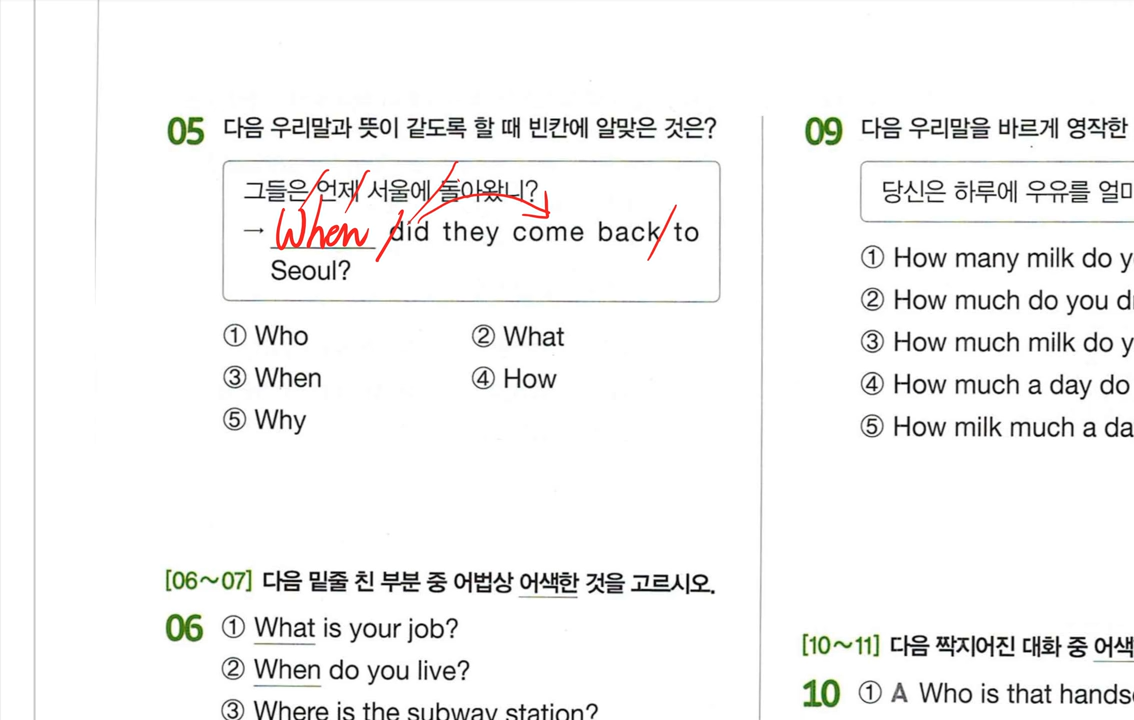 05 다음 우리말과 뜻이 같도록 할 때 빈칸에 알맞은 것은?
그들은 언제 서울에 돌아왔니?
→ When did they come back to
Seoul?
① Who ② What
③ When ④ How
⑤ Why
[06~07] 다음 밑줄 친 부분 중 어법상 어색한 것을 고르시오.
06 ① What is your job?
② When do you live?
③ Where is the subway station?
09 다음 우리말을 바르게 영작한
당신은 하루에 우유를 얼마
① How many milk do y
② How much do you d
③ How much milk do y
④ How much a day do
⑤ How milk much a da
[10~11] 다음 짝지어진 대화 중 어색
10 ① A Who is that hands